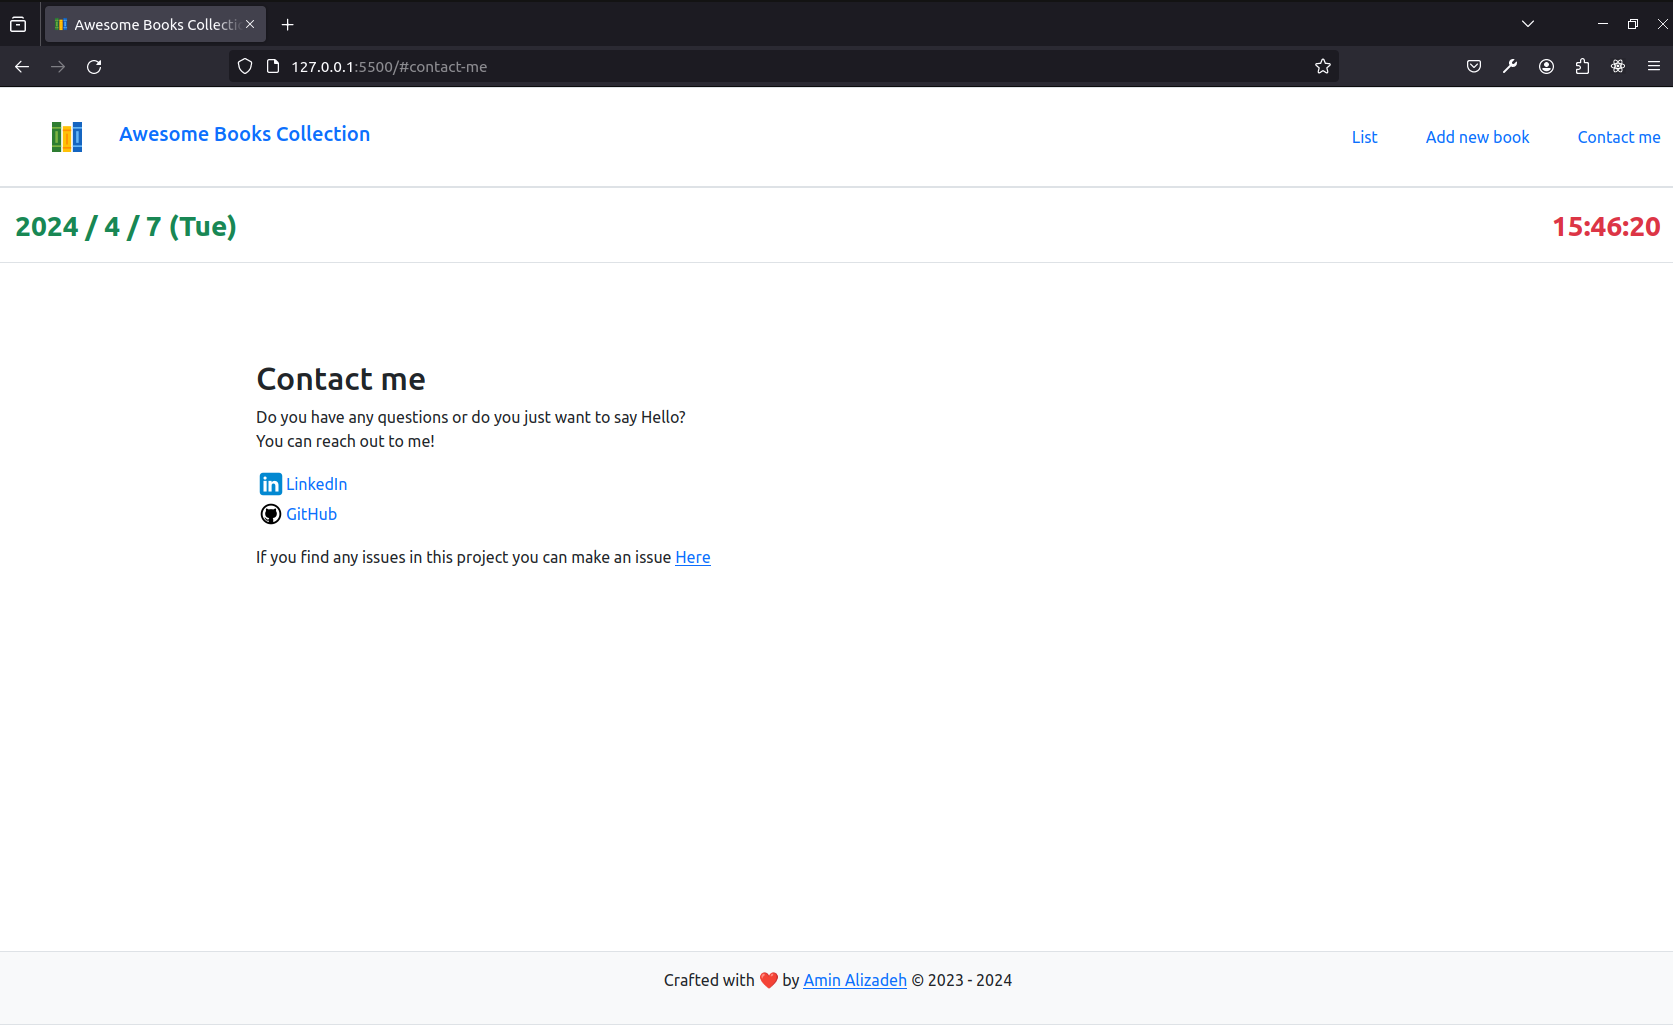 Awesome Books Collectio
127.0.0.1:5500/#contact-me
Awesome Books Collection
List
Add new book
Contact me
2024 / 4 / 7 (Tue)
15:46:20
Contact me
Do you have any questions or do you just want to say Hello?
You can reach out to me!
in LinkedIn
GitHub
If you find any issues in this project you can make an issue Here
Crafted with ❤️ by Amin Alizadeh © 2023 - 2024